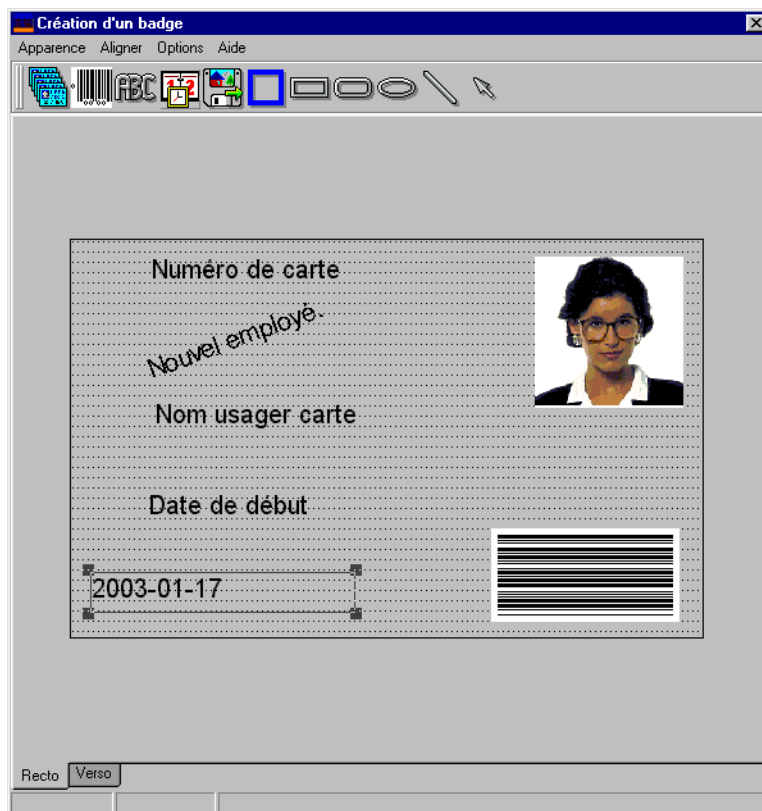 Création d'un badge
Apparence Aligner Options Aide
ABC 12
Numéro de carte
Nouvel employé.
Nom usager carte
Date de début
2003-01-17
Recto Verso